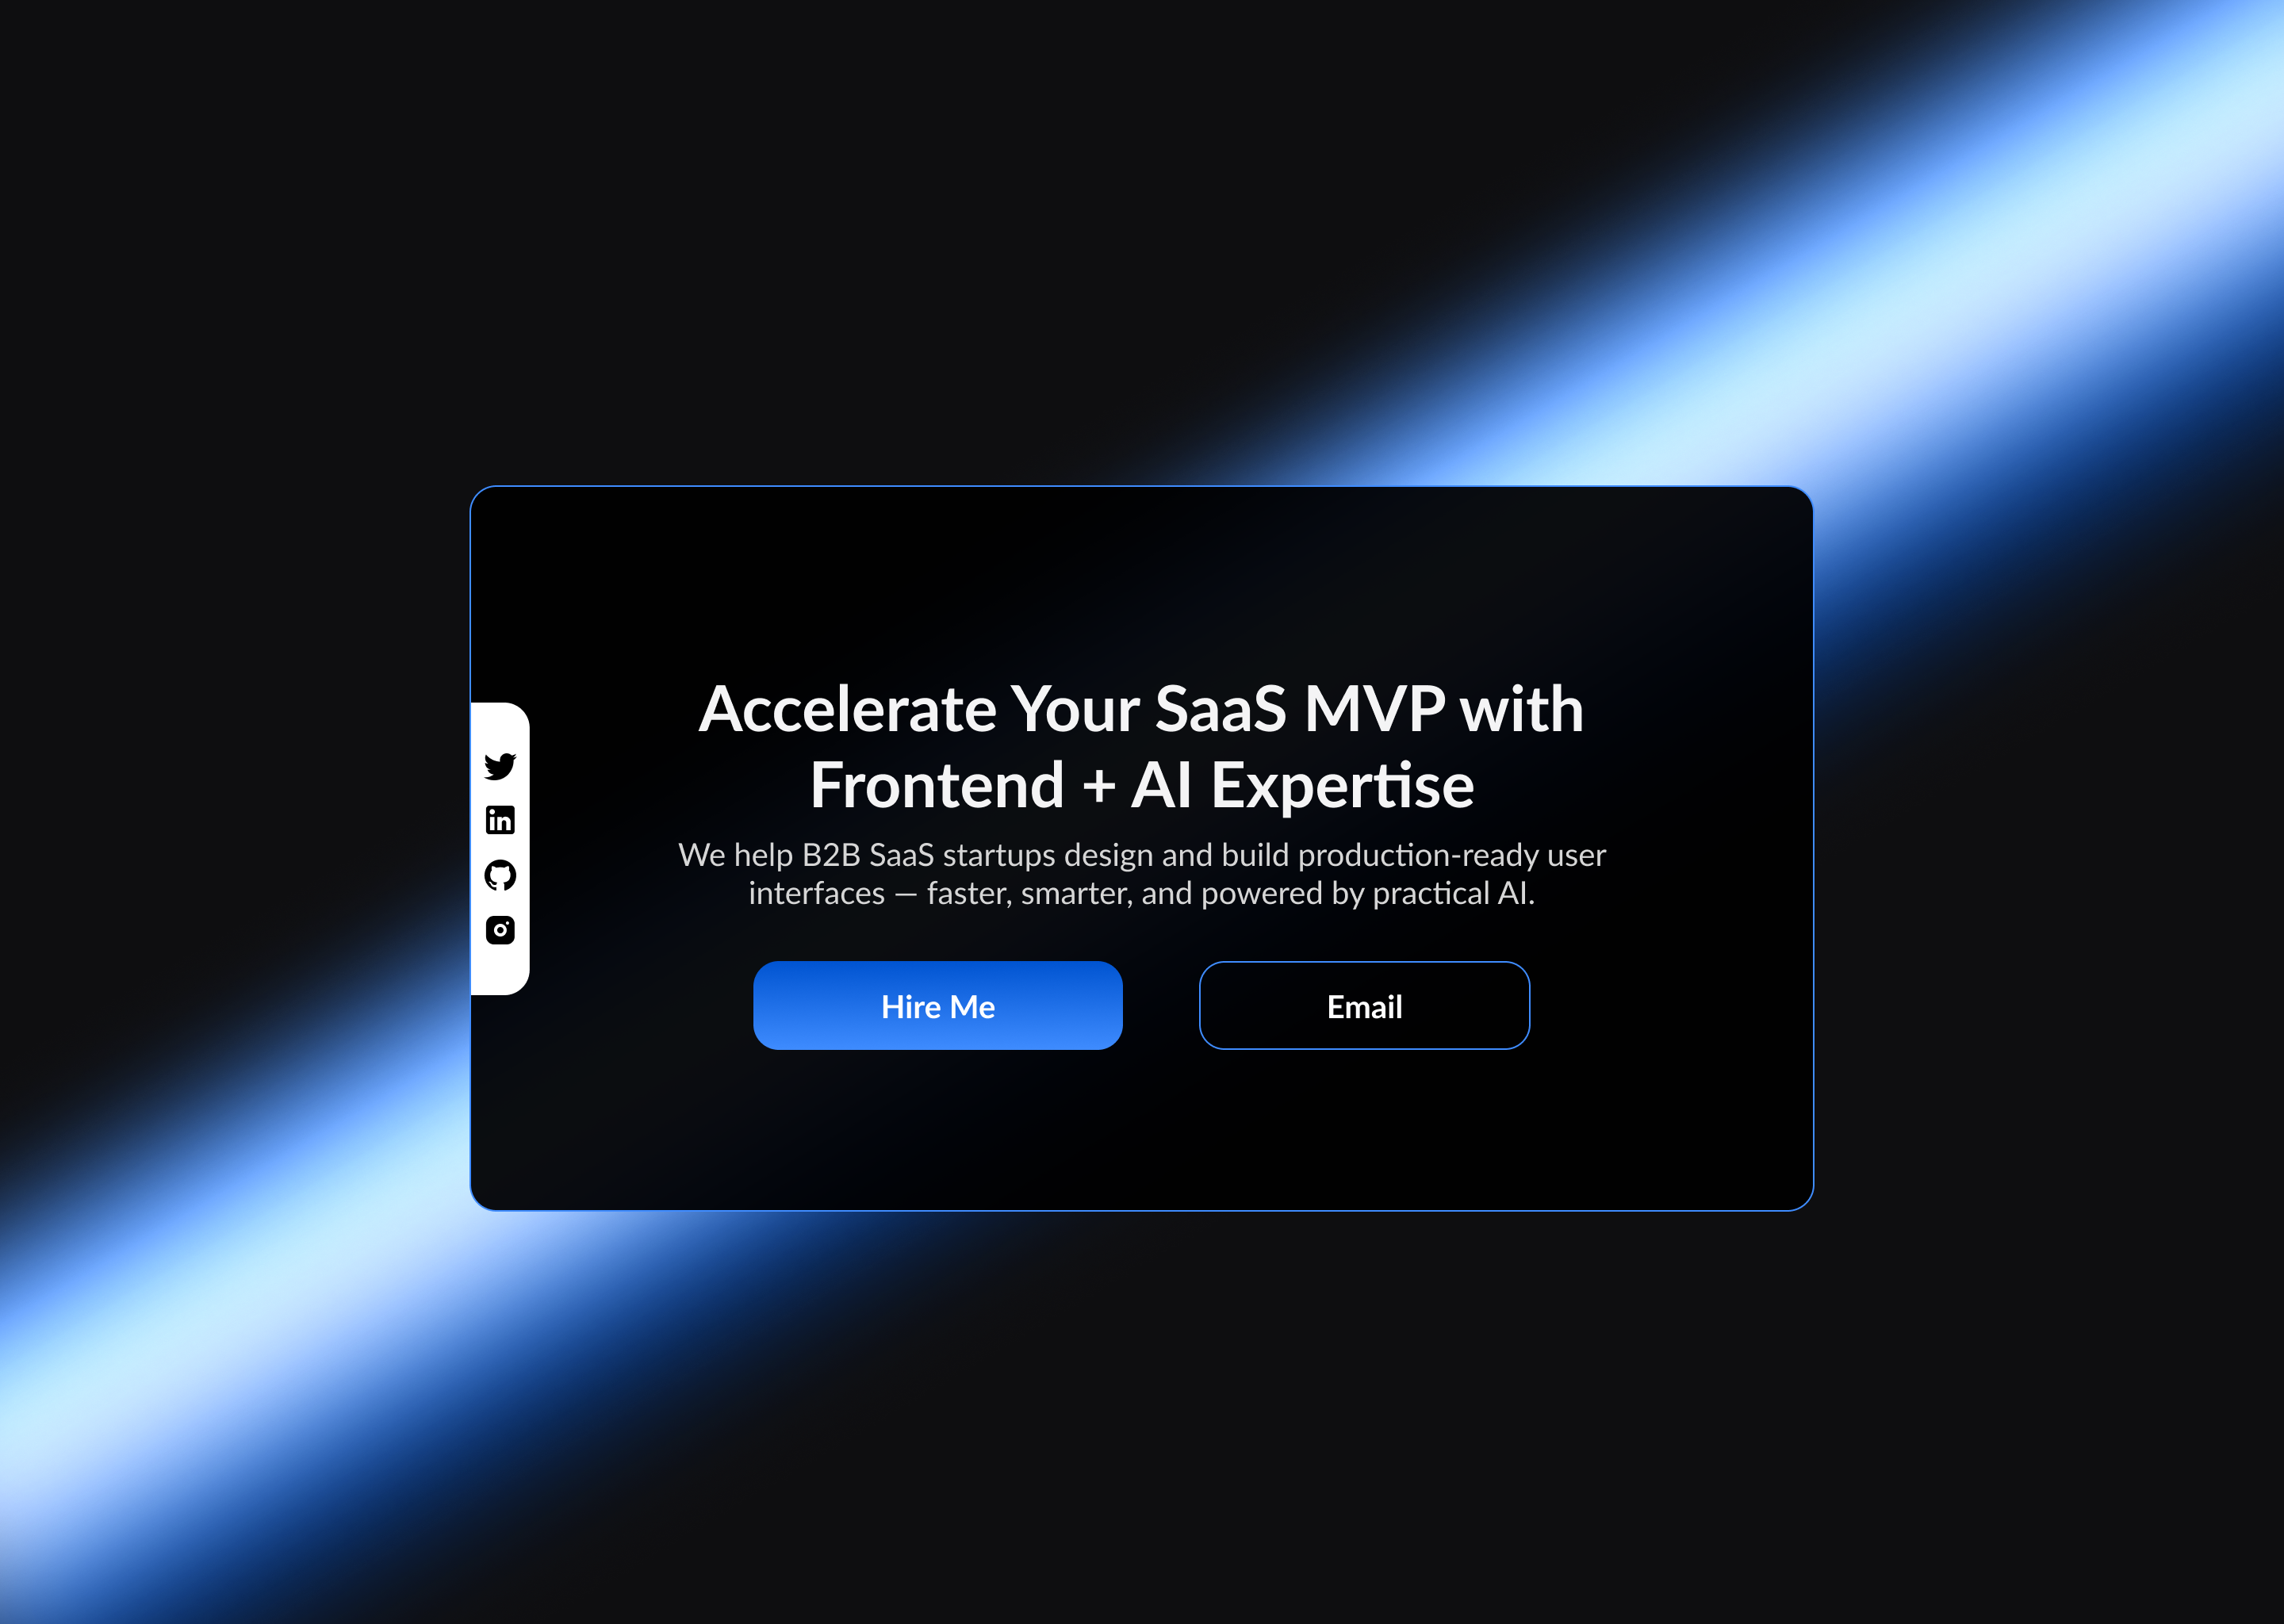 Accelerate Your SaaS MVP with
Frontend + AI Expertise
We help B2B SaaS startups design and build production-ready user
interfaces — faster, smarter, and powered by practical AI.
in
Hire Me
Email